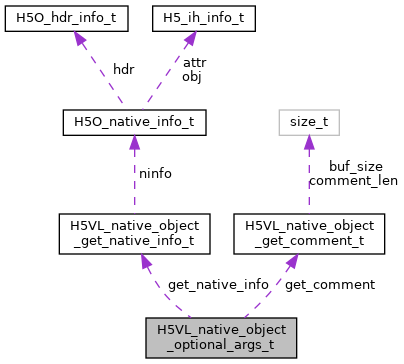 H5O_hdr_info_t
H5_ih_info_t
hdr
attr
obj
H5O_native_info_t
size_t
ninfo
buf_size
comment_len
H5VL_native_object
_get_native_info_t
H5VL_native_object
_get_comment_t
get_native_info
get_comment
H5VL_native_object
_optional_args_t